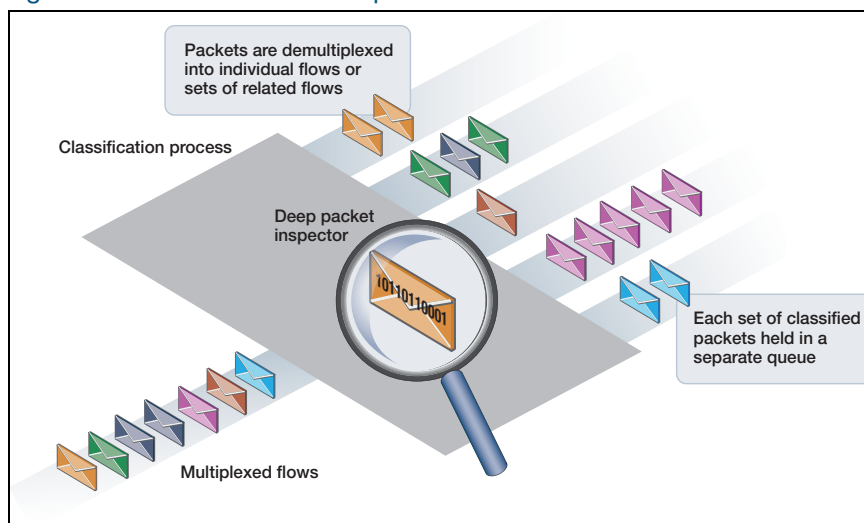 Packets are demultiplexed
into individual flows or
sets of related flows
Classification process
Deep packet
inspector
10110110001
Each set of classified
packets held in a
separate queue
Multiplexed flows